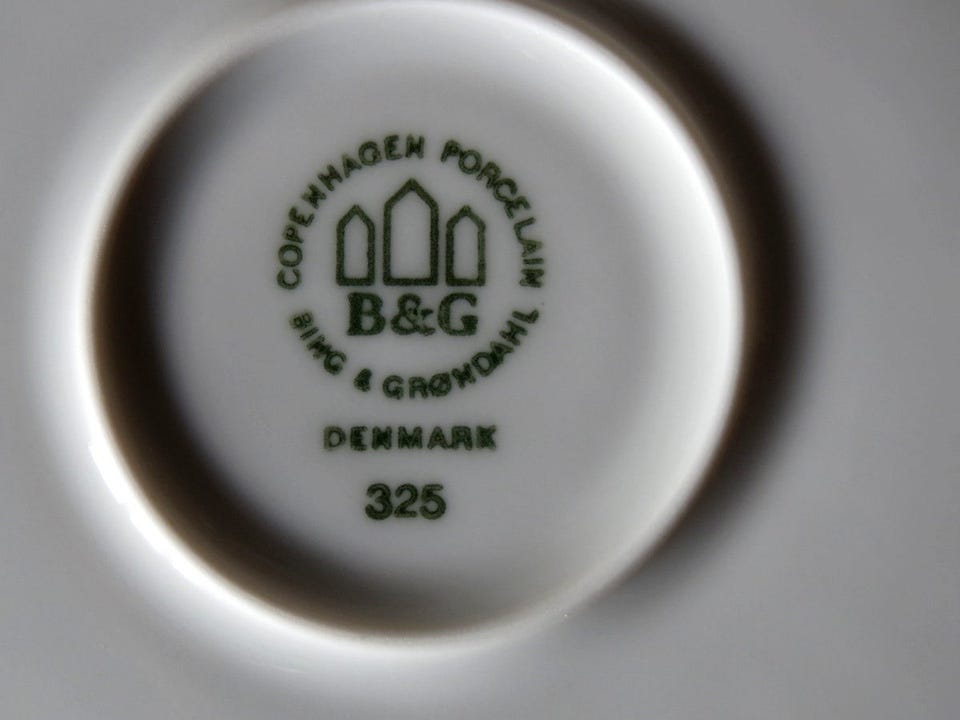 COPENHAGEN PORCELAIN
B&G
BING & GRØNDAHL
DENMARK
325